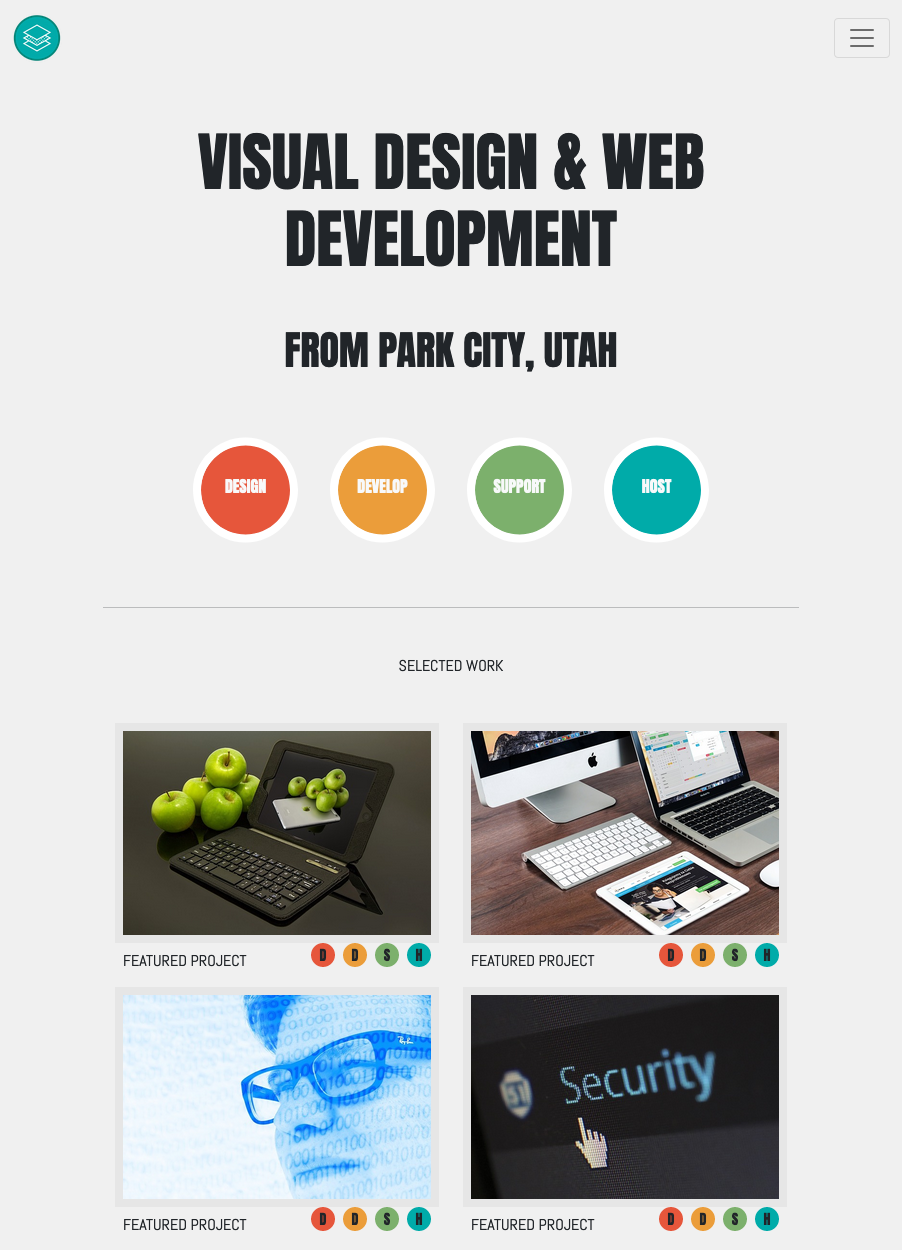 VISUAL DESIGN & WEB
DEVELOPMENT
FROM PARK CITY, UTAH
DESIGN
DEVELOP
SUPPORT
HOST
SELECTED WORK
FEATURED PROJECT
D D S H
FEATURED PROJECT
D D S H
Security
FEATURED PROJECT
D D S H
FEATURED PROJECT
D D S H